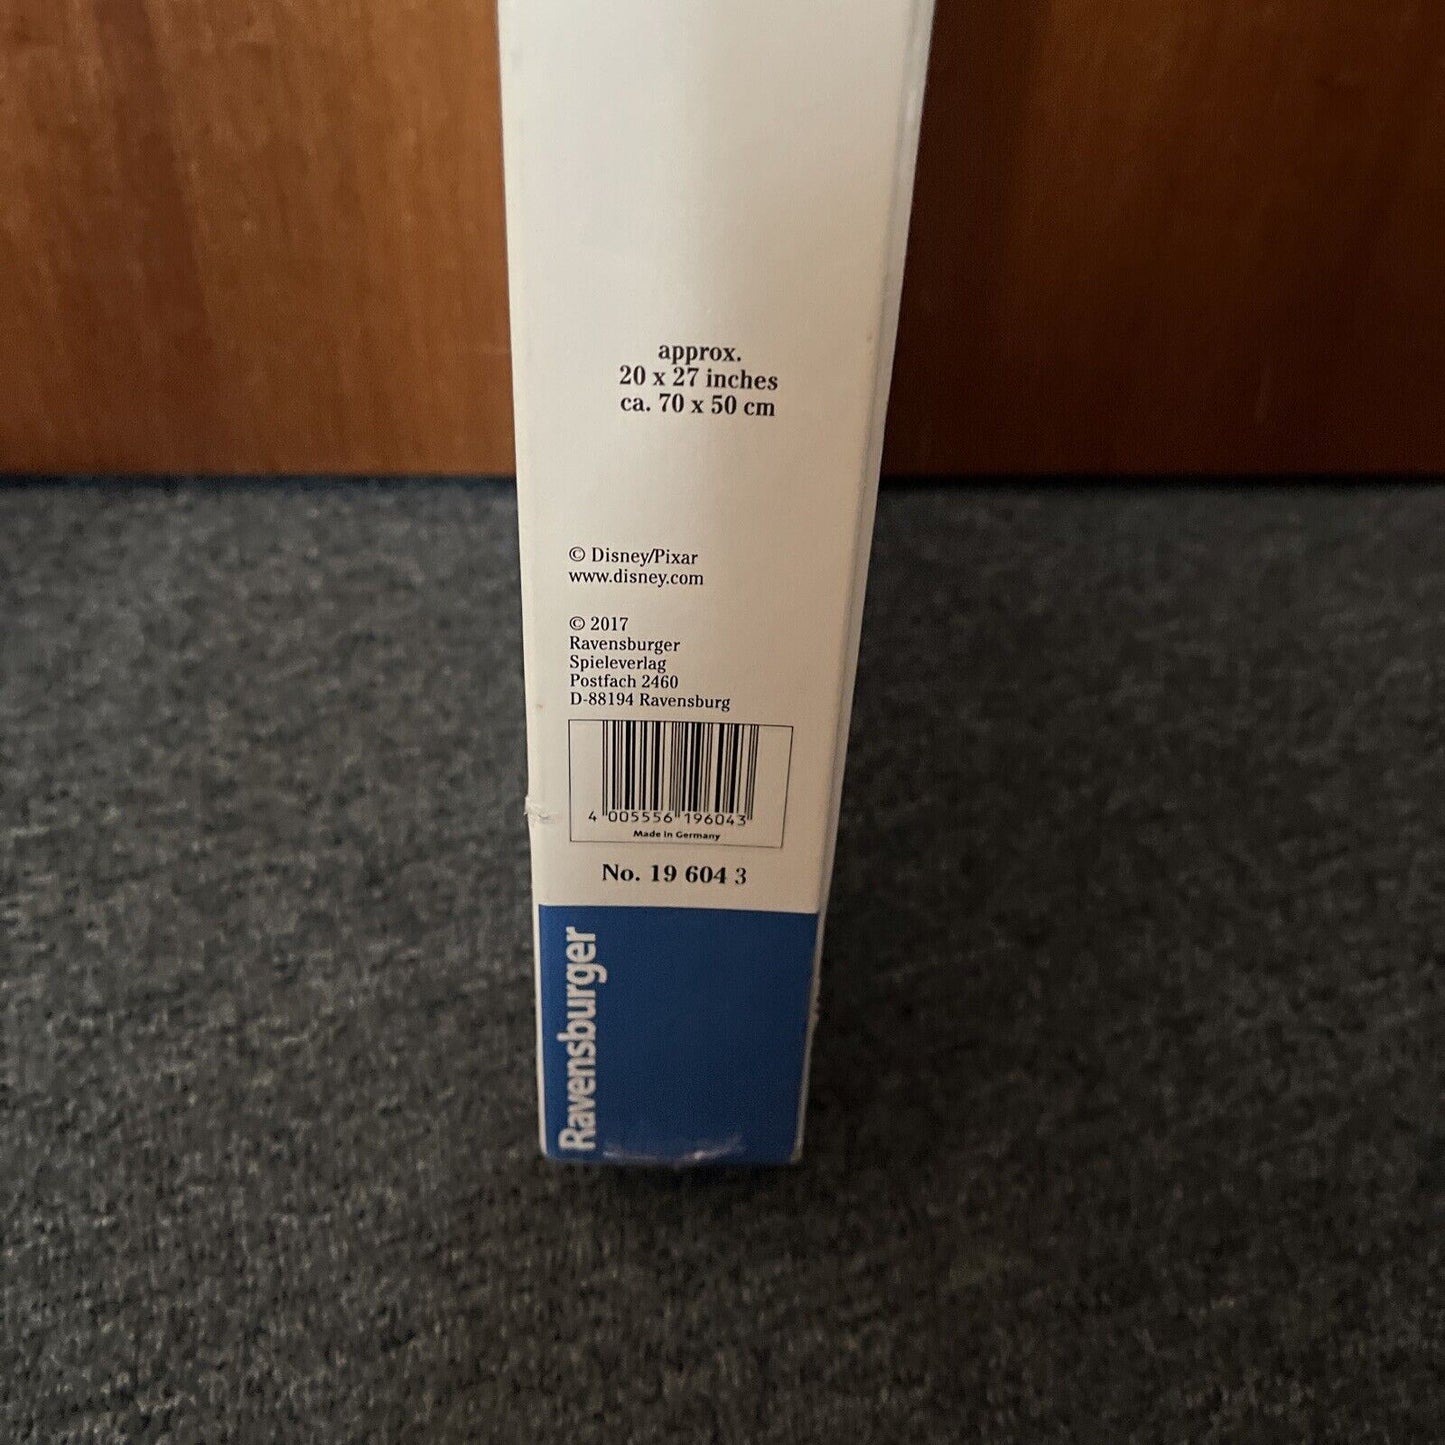 approx.
20 x 27 inches
ca. 70 x 50 cm
© Disney/Pixar
www.disney.com
© 2017
Ravensburger
Spieleverlag
Postfach 2460
D-88194 Ravensburg
4 005556 196043
Made in Germany
No. 19 604 3
Ravensburger